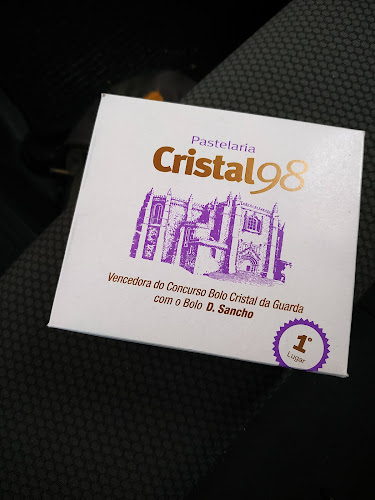 Pastelaria
Cristal98
Vencedora do Concurso Bolo Cristal da Guarda
com o Bolo D. Sancho
1º
Lugar